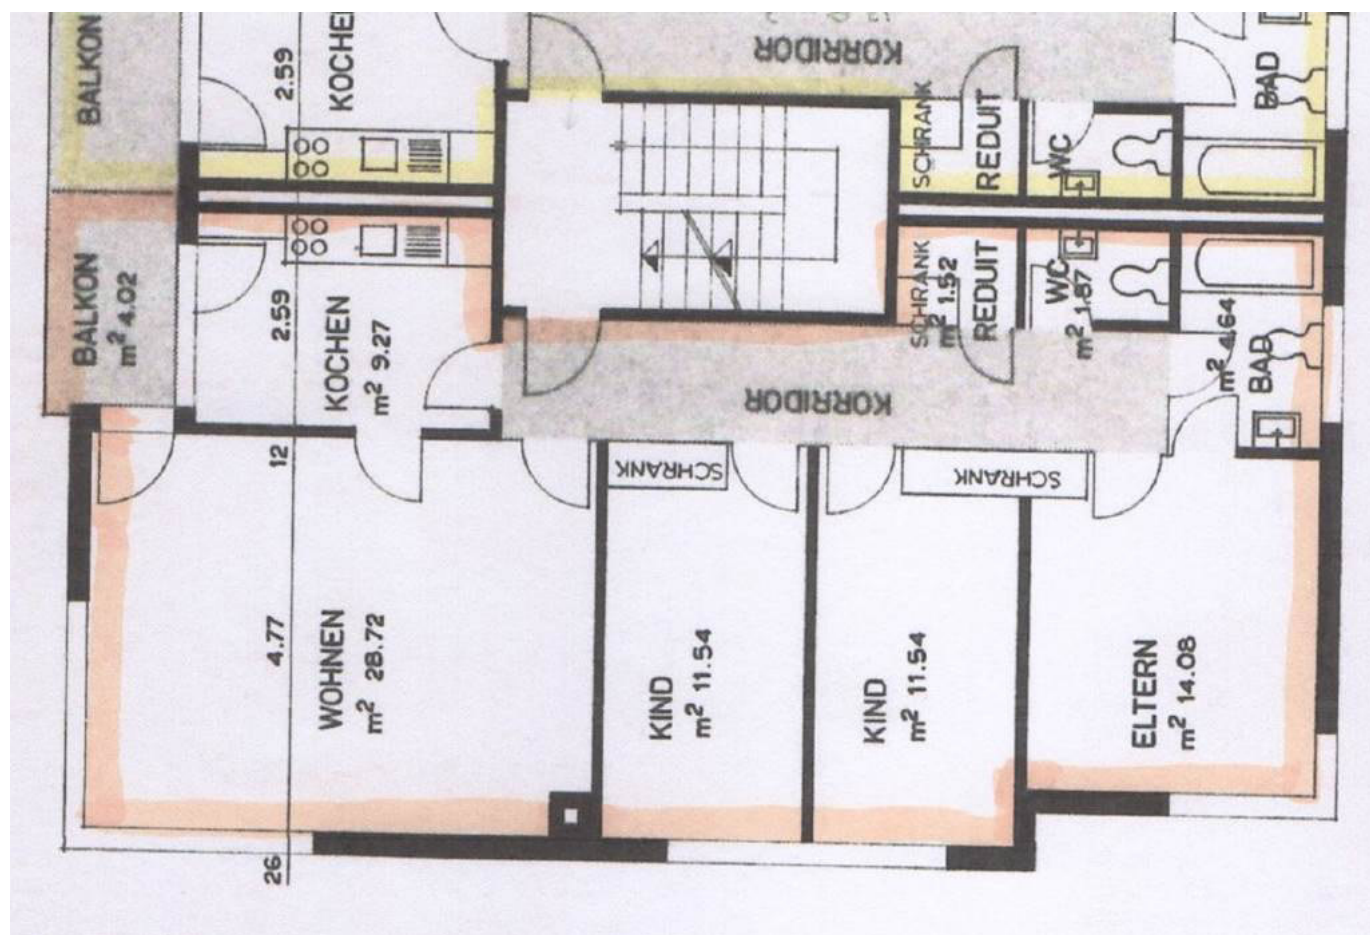 BALKON
2.59
KOCHEN
KORRIDOR
SCHRANK
REDUIT
WC
BAD
BALKON
m² 4.02
2.59
KOCHEN
m² 9.27
SCHRANK
m² 1.52
REDUIT
WC
m² 1.87
m² 4.64
BAD
KORRIDOR
12
SCHRANK
SCHRANK
4.77
WOHNEN
m² 28.72
KIND
m² 11.54
KIND
m² 11.54
ELTERN
m² 14.08
26